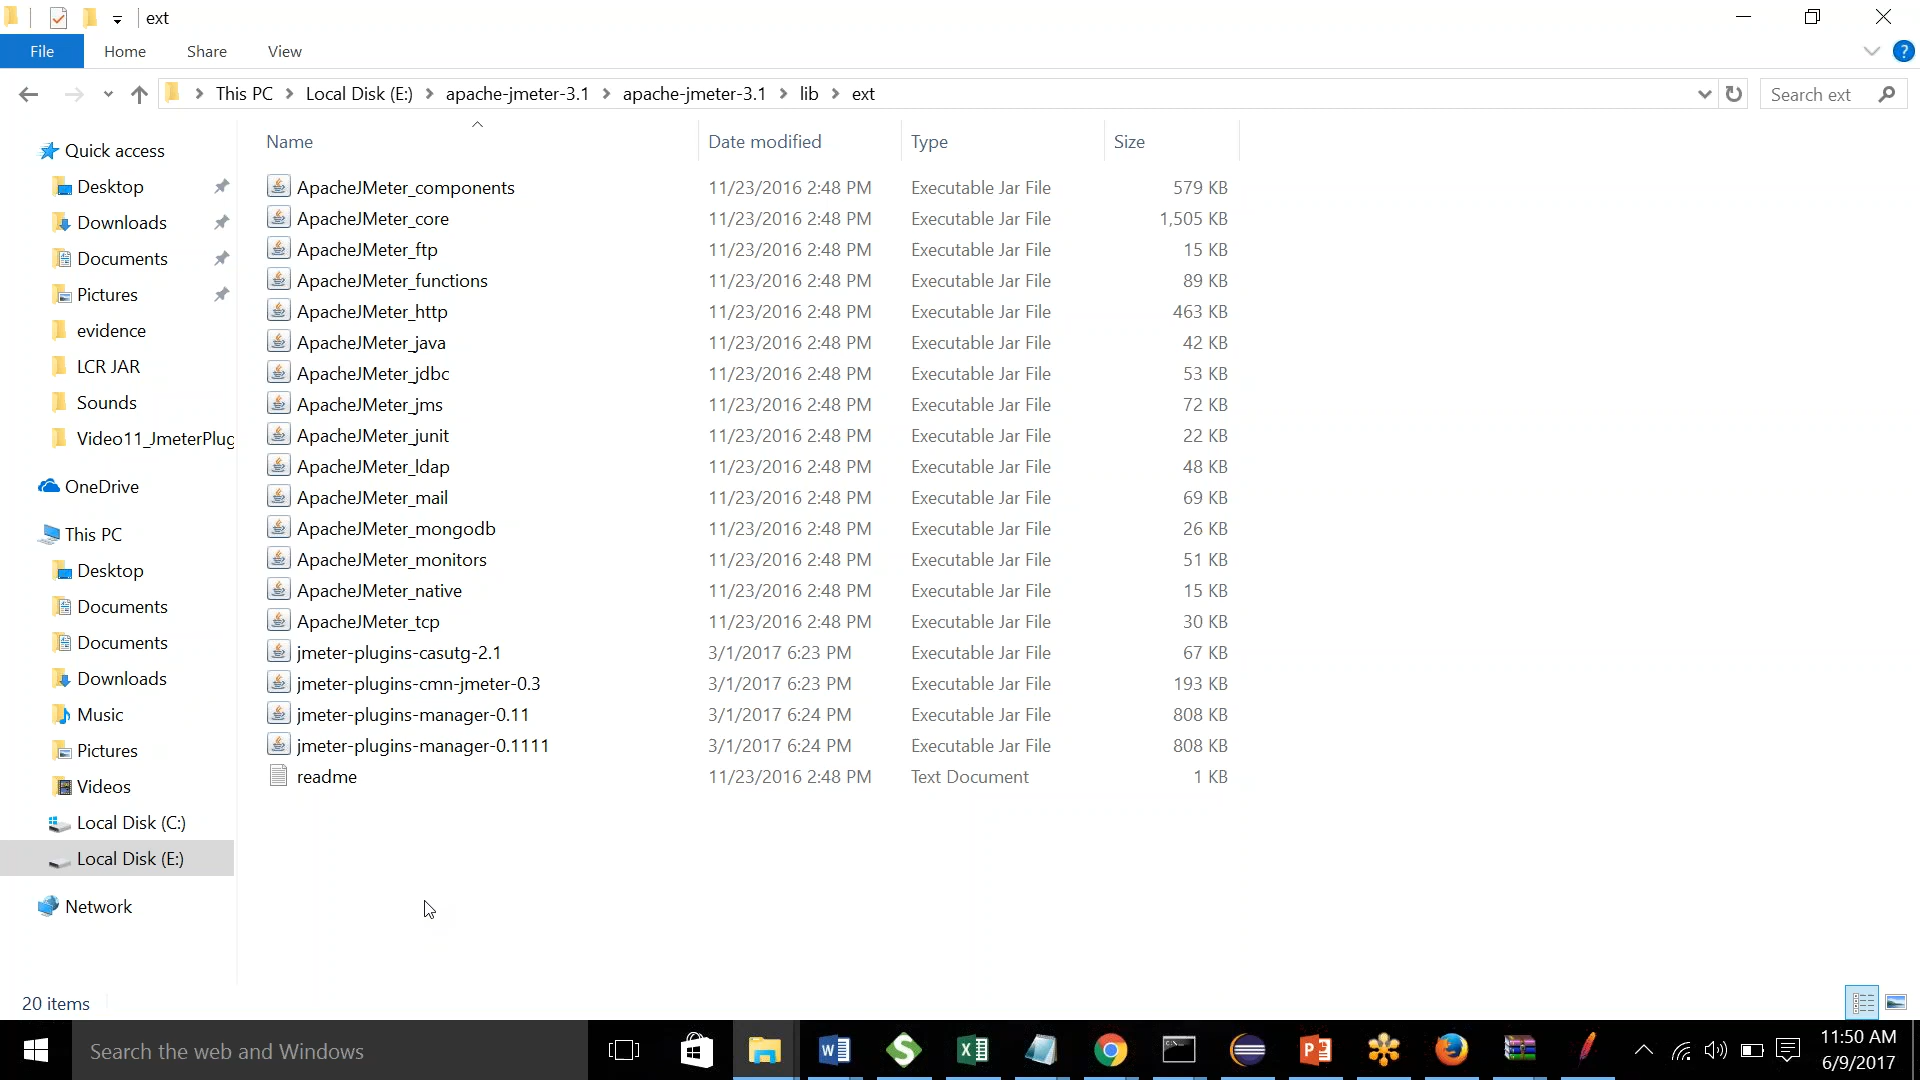 ext
File Home Share View
This PC Local Disk (E:) apache-jmeter-3.1 apache-jmeter-3.1 lib ext Search ext
Name Date modified Type Size
Quick access
Desktop
Downloads
Documents
Pictures
evidence
LCR JAR
Sounds
Video11_JmeterPlug
OneDrive
This PC
Desktop
Documents
Documents
Downloads
Music
Pictures
Videos
Local Disk (C:)
Local Disk (E:)
Network
ApacheJMeter_components 11/23/2016 2:48 PM Executable Jar File 579 KB
ApacheJMeter_core 11/23/2016 2:48 PM Executable Jar File 1,505 KB
ApacheJMeter_ftp 11/23/2016 2:48 PM Executable Jar File 15 KB
ApacheJMeter_functions 11/23/2016 2:48 PM Executable Jar File 89 KB
ApacheJMeter_http 11/23/2016 2:48 PM Executable Jar File 463 KB
ApacheJMeter_java 11/23/2016 2:48 PM Executable Jar File 42 KB
ApacheJMeter_jdbc 11/23/2016 2:48 PM Executable Jar File 53 KB
ApacheJMeter_jms 11/23/2016 2:48 PM Executable Jar File 72 KB
ApacheJMeter_junit 11/23/2016 2:48 PM Executable Jar File 22 KB
ApacheJMeter_ldap 11/23/2016 2:48 PM Executable Jar File 48 KB
ApacheJMeter_mail 11/23/2016 2:48 PM Executable Jar File 69 KB
ApacheJMeter_mongodb 11/23/2016 2:48 PM Executable Jar File 26 KB
ApacheJMeter_monitors 11/23/2016 2:48 PM Executable Jar File 51 KB
ApacheJMeter_native 11/23/2016 2:48 PM Executable Jar File 15 KB
ApacheJMeter_tcp 11/23/2016 2:48 PM Executable Jar File 30 KB
jmeter-plugins-casutg-2.1 3/1/2017 6:23 PM Executable Jar File 67 KB
jmeter-plugins-cmn-jmeter-0.3 3/1/2017 6:23 PM Executable Jar File 193 KB
jmeter-plugins-manager-0.11 3/1/2017 6:24 PM Executable Jar File 808 KB
jmeter-plugins-manager-0.1111 3/1/2017 6:24 PM Executable Jar File 808 KB
readme 11/23/2016 2:48 PM Text Document 1 KB
20 items
Search the web and Windows
11:50 AM
6/9/2017